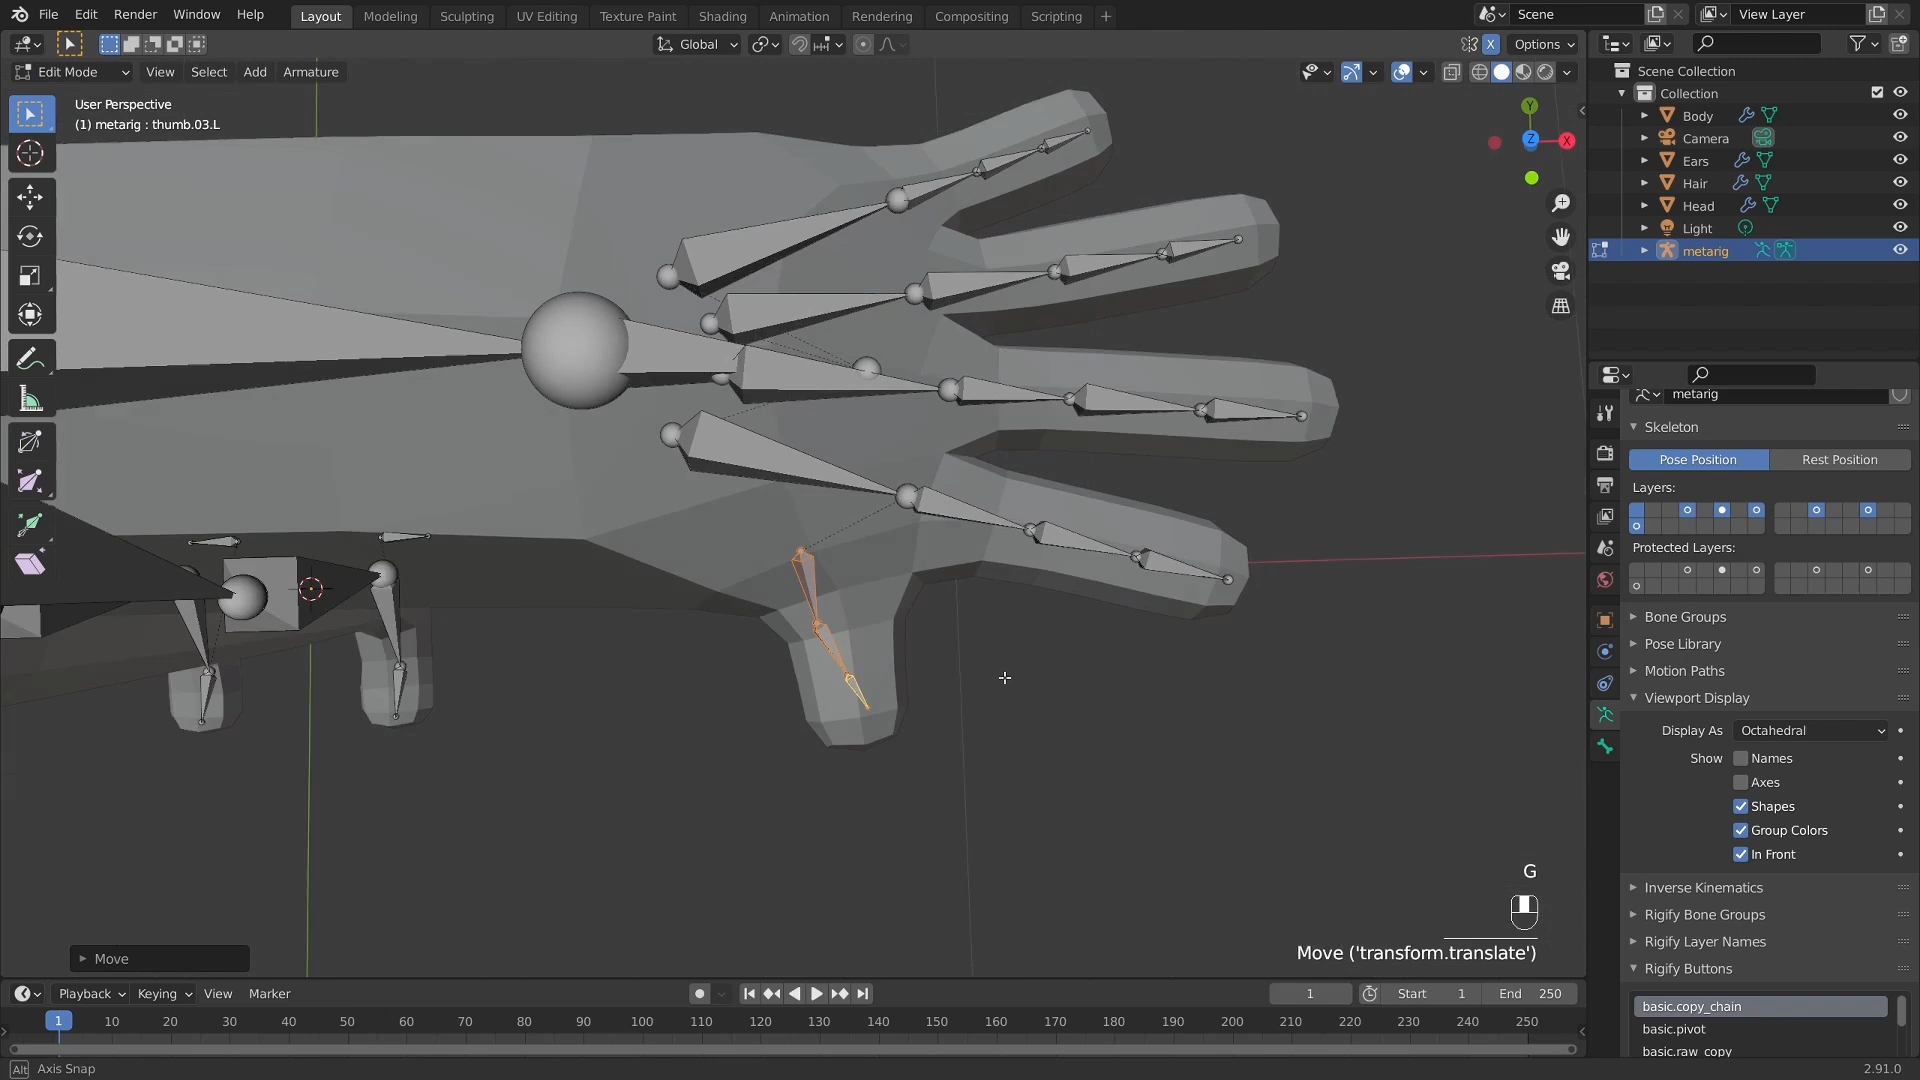 File Edit Render Window Help Layout Modeling Sculpting UV Editing Texture Paint Shading Animation Rendering Compositing Scripting + Scene View Layer
Global X Options
Edit Mode View Select Add Armature
User Perspective
(1) metarig : thumb.03.L
Y
Z X
Scene Collection
Collection
Body
Camera
Ears
Hair
Head
Light
metarig
metarig
Skeleton
Pose Position Rest Position
Layers:
Protected Layers:
Bone Groups
Pose Library
Motion Paths
Viewport Display
Display As Octahedral
Show Names
Axes
Shapes
Group Colors
In Front
Inverse Kinematics
Rigify Bone Groups
Rigify Layer Names
Rigify Buttons
basic.copy_chain
basic.pivot
basic.raw_copy
G
Move ('transform.translate')
Move
Playback Keying View Marker 1 Start 1 End 250
1 10 20 30 40 50 60 70 80 90 100 110 120 130 140 150 160 170 180 190 200 210 220 230 240 250
Alt Axis Snap 2.91.0